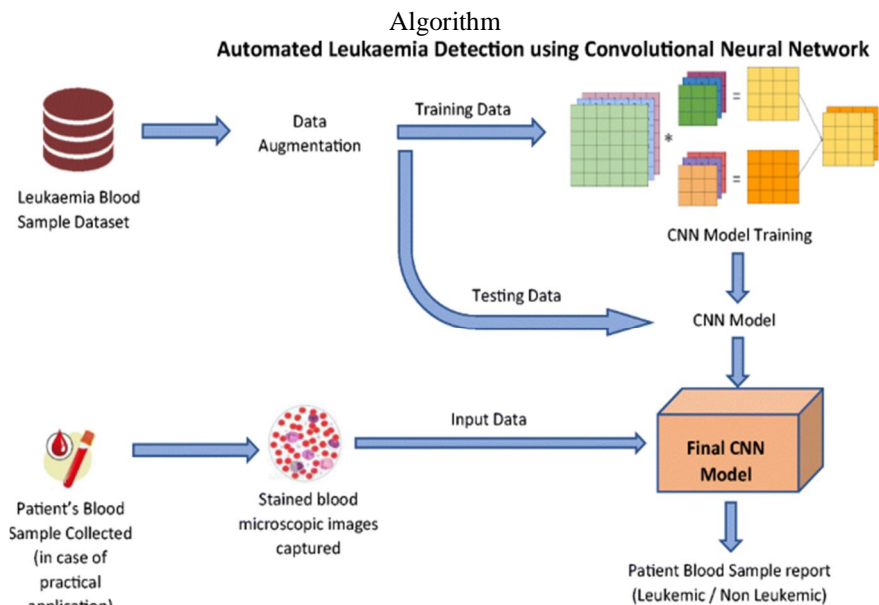 Algorithm
Automated Leukaemia Detection using Convolutional Neural Network
Training Data
Data
Augmentation
*
=
=
Leukaemia Blood
Sample Dataset
CNN Model Training
Testing Data
CNN Model
Input Data
Final CNN
Model
Patient's Blood
Sample Collected
(in case of
practical
application)
Stained blood
microscopic images
captured
Patient Blood Sample report
(Leukemic / Non Leukemic)